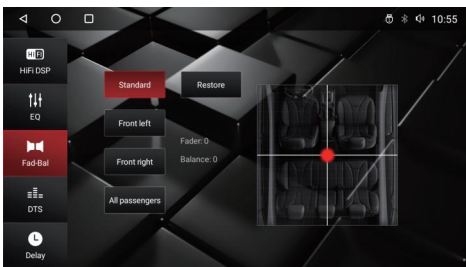 10:55
HIFI
HiFi DSP
EQ
Fad-Bal
DTS
Delay
Standard
Restore
Front left
Front right
All passengers
Fader: 0
Balance: 0